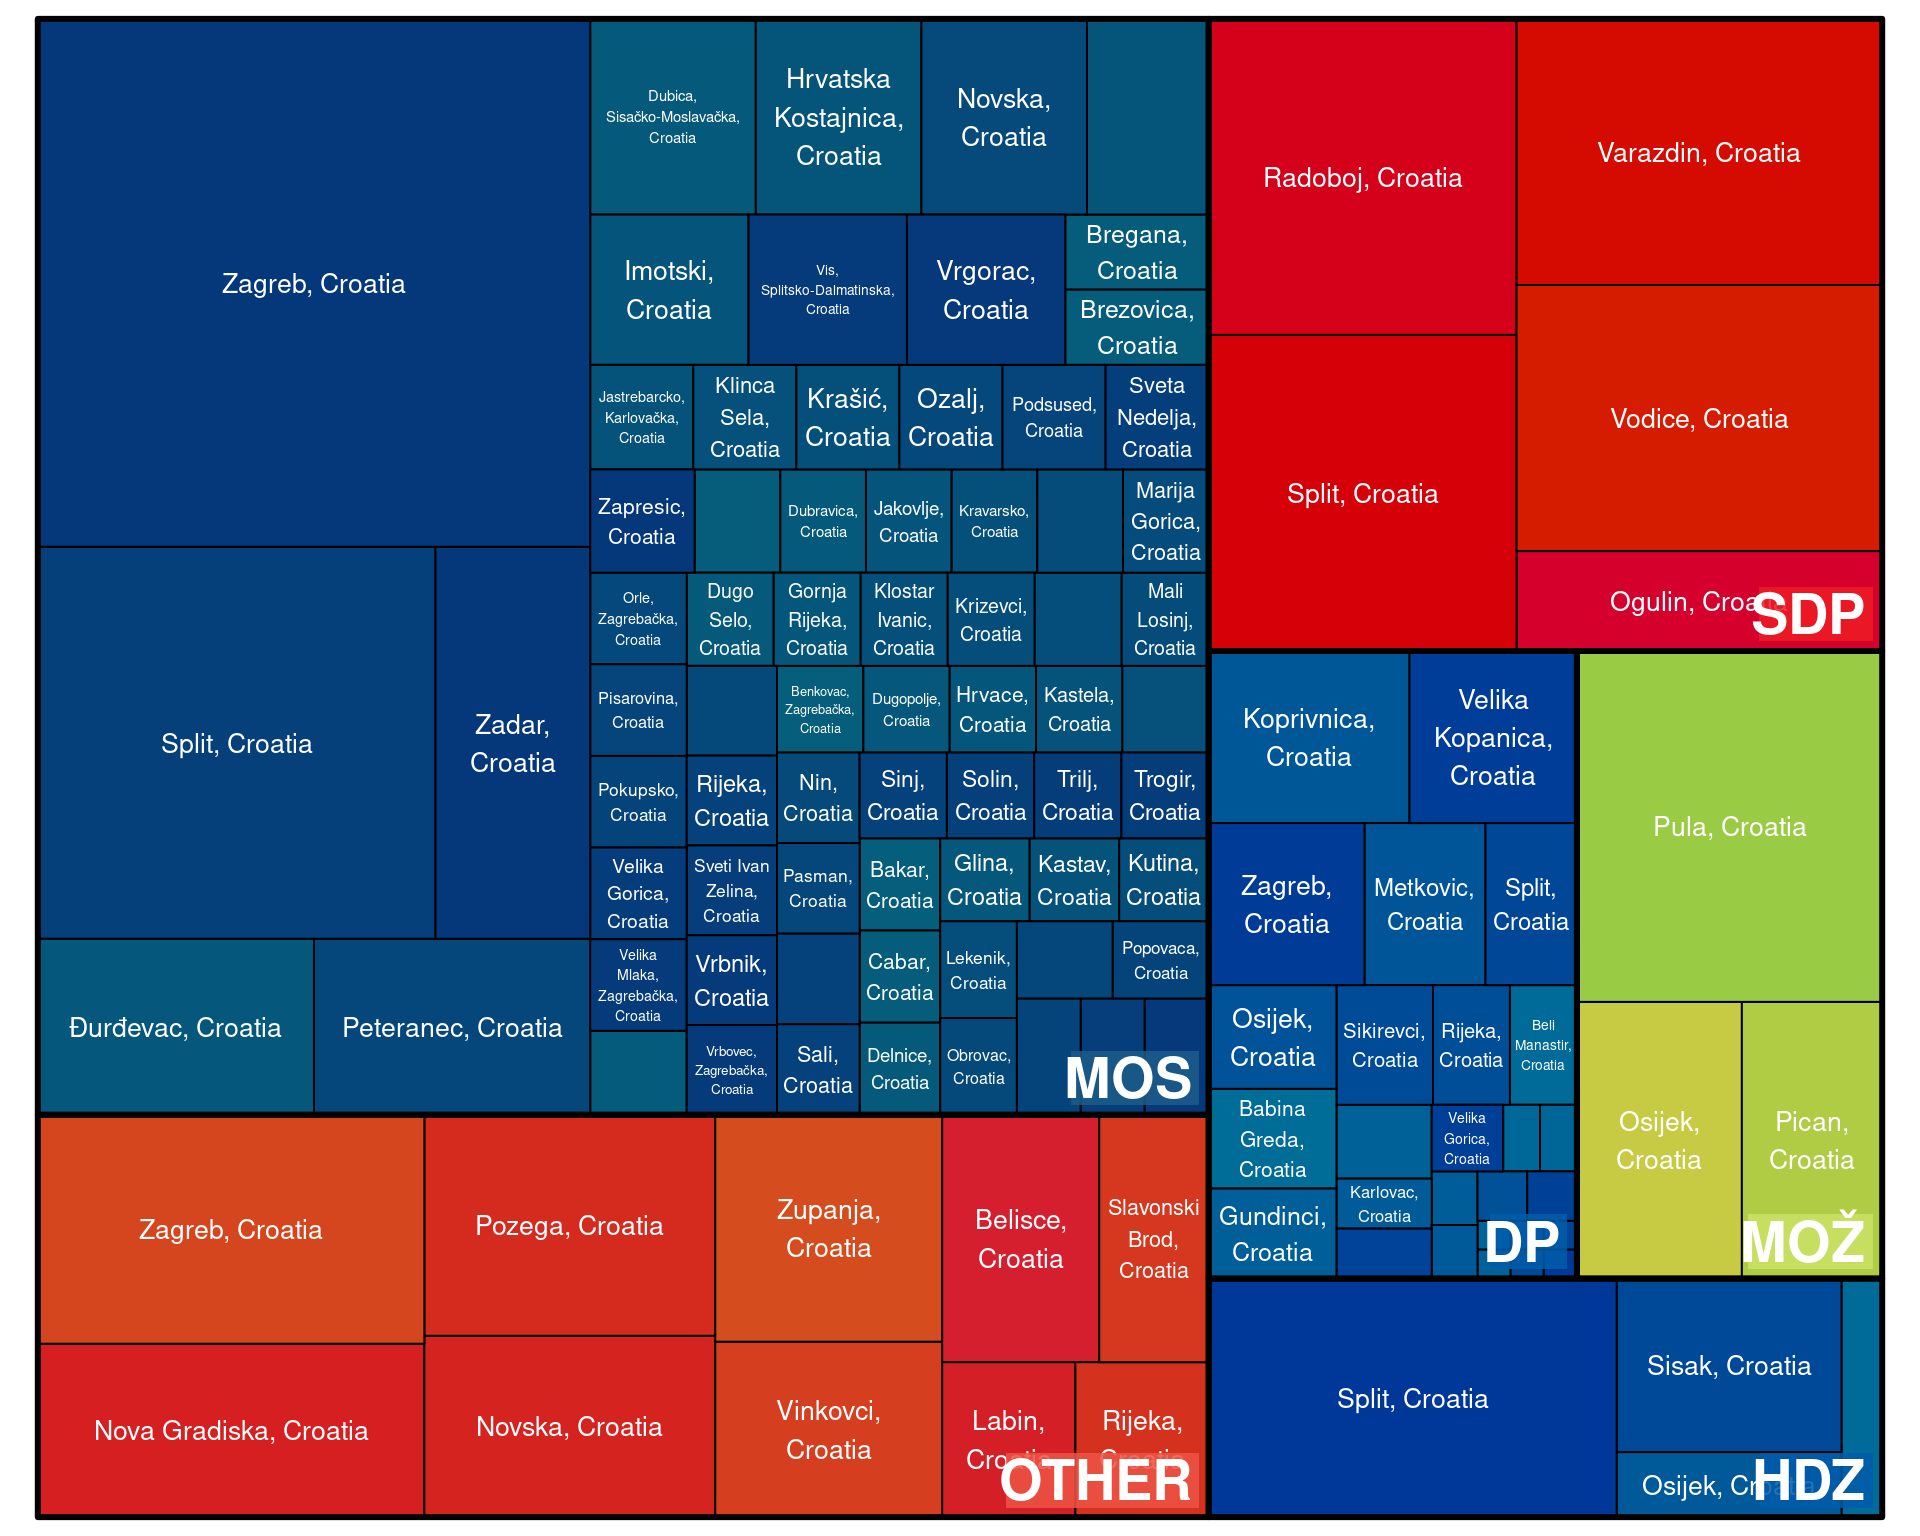 Zagreb, Croatia
Split, Croatia
Zadar,
Croatia
Đurđevac, Croatia
Peteranec, Croatia
Dubica,
Sisačko-Moslavačka,
Croatia
Hrvatska
Kostajnica,
Croatia
Novska,
Croatia
Imotski,
Croatia
Vis,
Splitsko-Dalmatinska,
Croatia
Vrgorac,
Croatia
Bregana,
Croatia
Brezovica,
Croatia
Jastrebarcko,
Karlovačka,
Croatia
Klinca
Sela,
Croatia
Krašić,
Croatia
Ozalj,
Croatia
Podsused,
Croatia
Sveta
Nedelja,
Croatia
Zapresic,
Croatia
Dubravica,
Croatia
Jakovlje,
Croatia
Kravarsko,
Croatia
Marija
Gorica,
Croatia
Orle,
Zagrebačka,
Croatia
Dugo
Selo,
Croatia
Gornja
Rijeka,
Croatia
Klostar
Ivanic,
Croatia
Krizevci,
Croatia
Mali
Losinj,
Croatia
Pisarovina,
Croatia
Benkovac,
Zagrebačka,
Croatia
Dugopolje,
Croatia
Hrvace,
Croatia
Kastela,
Croatia
Pokupsko,
Croatia
Rijeka,
Croatia
Nin,
Croatia
Sinj,
Croatia
Solin,
Croatia
Trilj,
Croatia
Trogir,
Croatia
Velika
Gorica,
Croatia
Sveti Ivan
Zelina,
Croatia
Pasman,
Croatia
Bakar,
Croatia
Glina,
Croatia
Kastav,
Croatia
Kutina,
Croatia
Velika
Mlaka,
Zagrebačka,
Croatia
Vrbnik,
Croatia
Cabar,
Croatia
Lekenik,
Croatia
Popovaca,
Croatia
Vrbovec,
Zagrebačka,
Croatia
Sali,
Croatia
Delnice,
Croatia
Obrovac,
Croatia
MOS
Radoboj, Croatia
Varazdin, Croatia
Split, Croatia
Vodice, Croatia
Ogulin, Croatia
SDP
Koprivnica,
Croatia
Velika
Kopanica,
Croatia
Zagreb,
Croatia
Metkovic,
Croatia
Split,
Croatia
Osijek,
Croatia
Sikirevci,
Croatia
Rijeka,
Croatia
Beli
Manastir,
Croatia
Babina
Greda,
Croatia
Velika
Gorica,
Croatia
Karlovac,
Croatia
Gundinci,
Croatia
DP
Pula, Croatia
Osijek,
Croatia
Pican,
Croatia
MOŽ
Zagreb, Croatia
Pozega, Croatia
Zupanja,
Croatia
Belisce,
Croatia
Slavonski
Brod,
Croatia
Nova Gradiska, Croatia
Novska, Croatia
Vinkovci,
Croatia
Labin,
Croatia
Rijeka,
Croatia
OTHER
Split, Croatia
Sisak, Croatia
Osijek, Croatia
HDZ